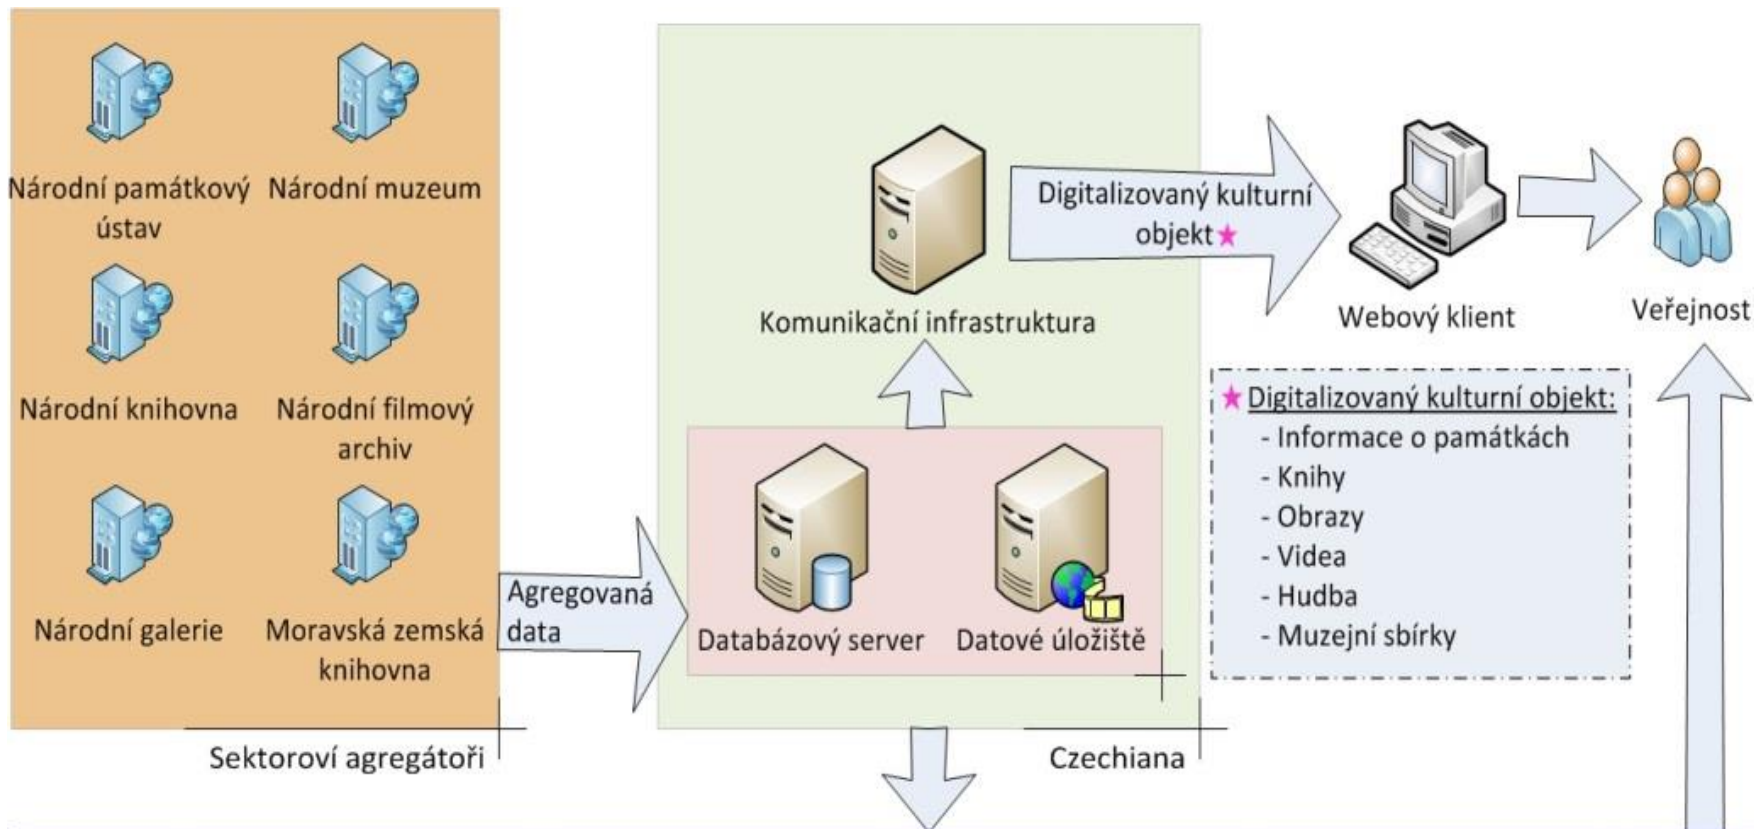 Národní památkový
ústav
Národní muzeum
Národní knihovna
Národní filmový
archiv
Národní galerie
Moravská zemská
knihovna
Sektoroví agregátoři
Agregovaná
data
Komunikační infrastruktura
Databázový server
Datové úložiště
Czechiana
Digitalizovaný kulturní
objekt★
Webový klient
Veřejnost
★ Digitalizovaný kulturní objekt:
- Informace o památkách
- Knihy
- Obrazy
- Videa
- Hudba
- Muzejní sbírky